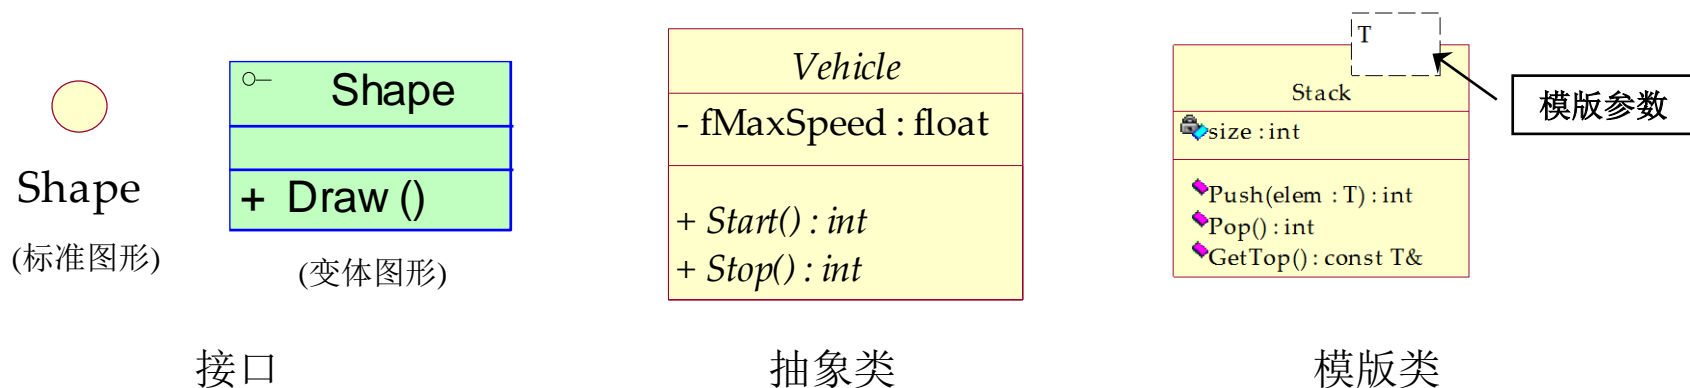 Shape
(标准图形)
Shape
+ Draw ()
(变体图形)
接口
Vehicle
- fMaxSpeed : float
+ Start() : int
+ Stop() : int
抽象类
T
Stack
size : int
Push(elem : T) : int
Pop() : int
GetTop() : const T&
模版参数
模版类